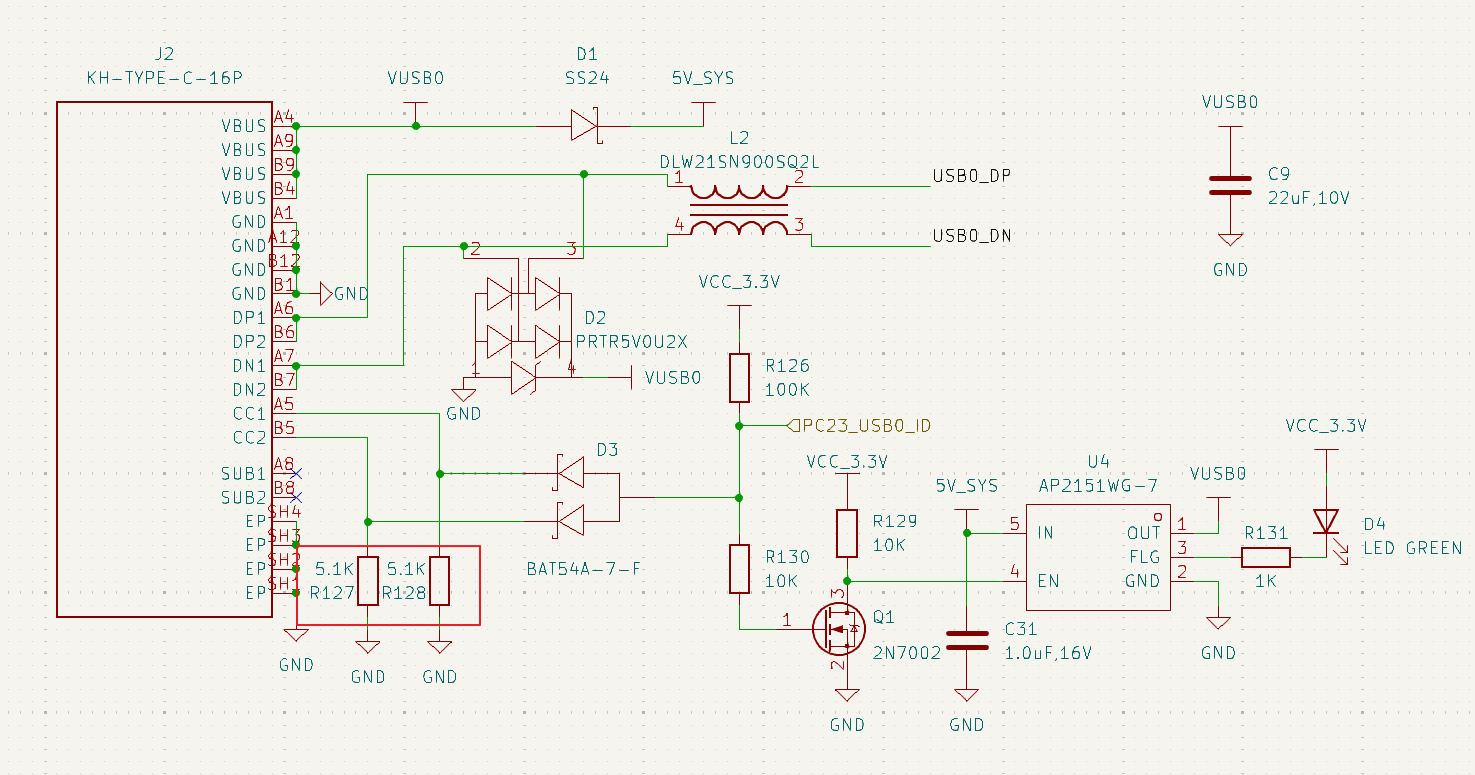 J2
KH-TYPE-C-16P
VBUS A4
VBUS A9
VBUS B9
VBUS B4
GND A1
GND A12
GND B12
GND B1
GND
DP1 A6
DP2 B6
DN1 A7
DN2 B7
CC1 A5
CC2 B5
SUB1 A8
SUB2 B8
EP SH4
EP SH3
EP SH2
EP SH1
GND
VUSB0
D1
SS24
5V_SYS
L2
DLW21SN900SQ2L
1 2
4 3
USB0_DP
USB0_DN
2 3
D2
PRTR5V0U2X
1 4
VUSB0
GND
5.1K
R127
GND
5.1K
R128
GND
D3
BAT54A-7-F
VCC_3.3V
R126
100K
PC23_USB0_ID
R130
10K
VCC_3.3V
R129
10K
1
3
2
Q1
2N7002
GND
5V_SYS
C31
1.0uF,16V
GND
U4
AP2151WG-7
5 IN
4 EN
OUT 1
FLG 3
GND 2
VUSB0
GND
R131
1K
VCC_3.3V
D4
LED GREEN
VUSB0
C9
22uF,10V
GND